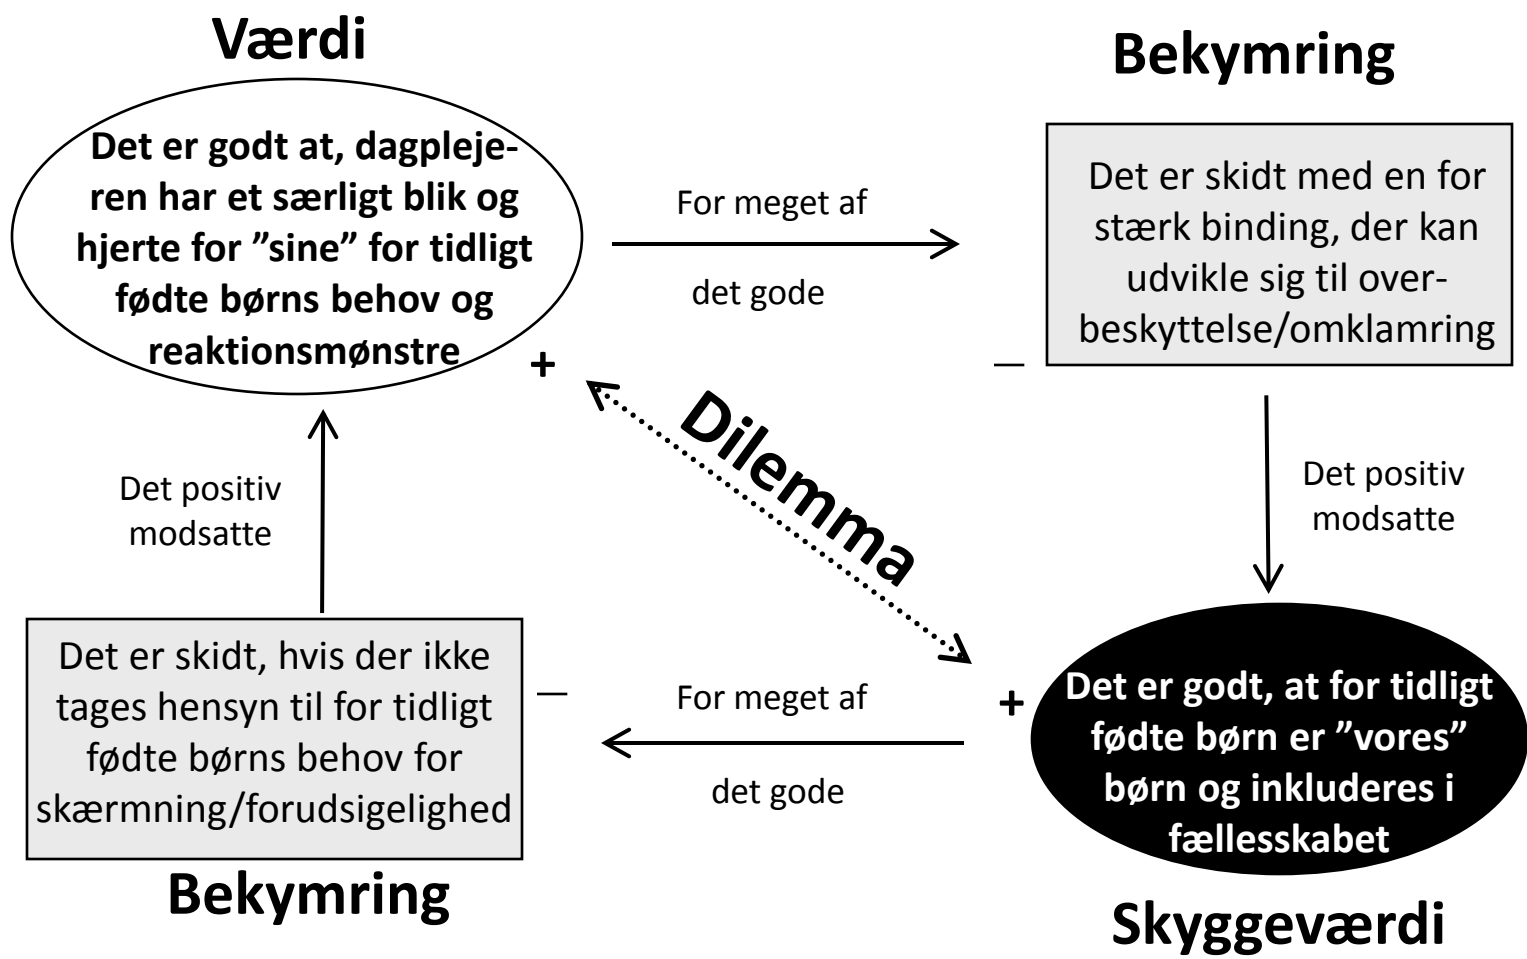 Værdi
Det er godt at, dagpleje-
ren har et særligt blik og
hjerte for ”sine” for tidligt
fødte børns behov og
reaktionsmønstre
+
For meget af
det gode
Bekymring
Det er skidt med en for
stærk binding, der kan
udvikle sig til over-
beskyttelse/omklamring
—
Dilemma
Det positiv
modsatte
Det positiv
modsatte
Det er skidt, hvis der ikke
tages hensyn til for tidligt
fødte børns behov for
skærmning/forudsigelighed
—
Bekymring
For meget af
det gode
+
Det er godt, at for tidligt
fødte børn er ”vores”
børn og inkluderes i
fællesskabet
Skyggeværdi